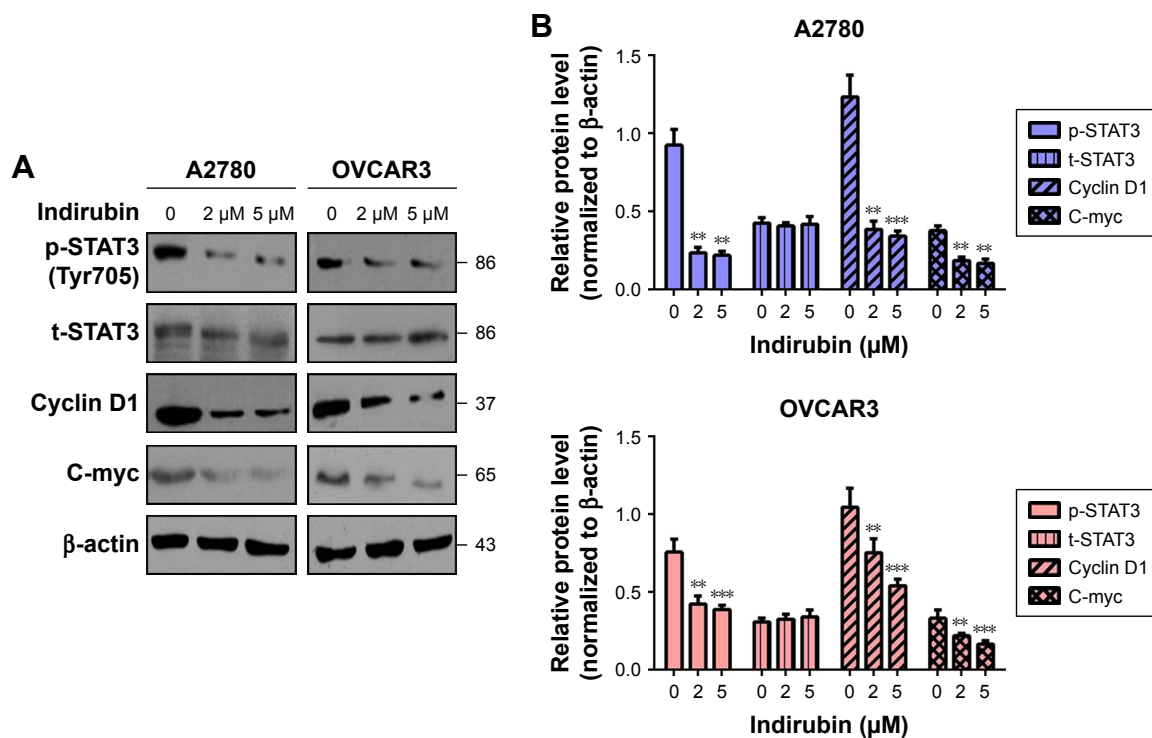 A
A2780
OVCAR3
Indirubin 0 2 μM 5 μM 0 2 μM 5 μM
p-STAT3
(Tyr705)
86
t-STAT3
86
Cyclin D1
37
C-myc
65
β-actin
43
B
A2780
Relative protein level
(normalized to β-actin)
1.5
1.0
0.5
0.0
** ** ** *** ** **
0 2 5 0 2 5 0 2 5 0 2 5
Indirubin (μM)
p-STAT3
t-STAT3
Cyclin D1
C-myc
OVCAR3
Relative protein level
(normalized to β-actin)
1.5
1.0
0.5
0.0
** *** ** *** ** ***
0 2 5 0 2 5 0 2 5 0 2 5
Indirubin (μM)
p-STAT3
t-STAT3
Cyclin D1
C-myc